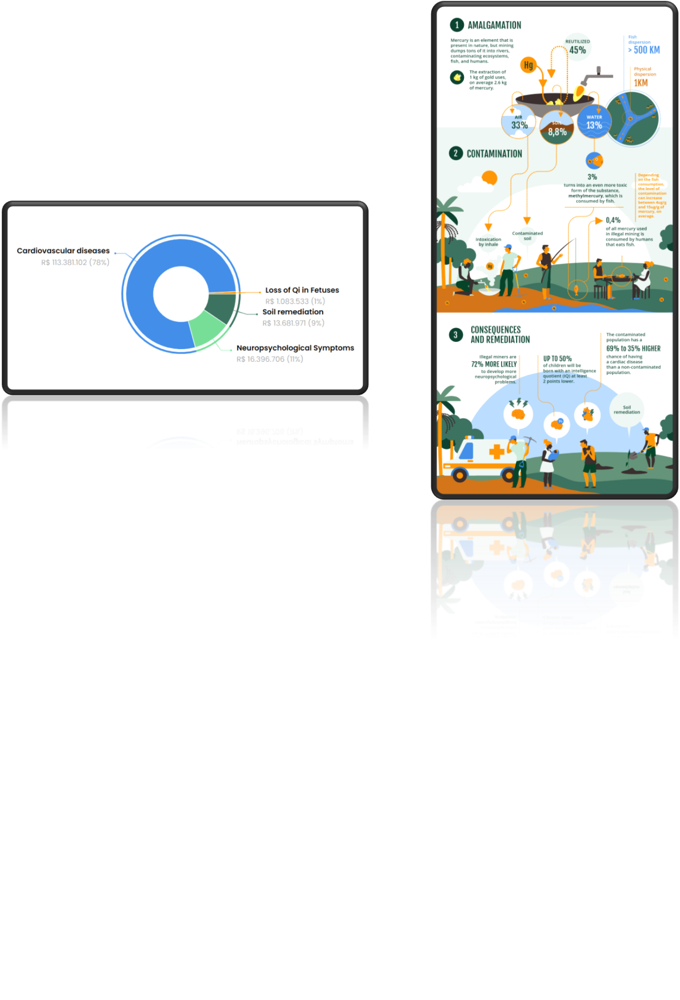 Cardiovascular diseases
R$ 113.381.102 (78%)
Loss of Qi in Fetuses
R$ 1.083.533 (1%)
Soil remediation
R$ 13.681.971 (9%)
Neuropsychological Symptoms
R$ 16.396.706 (11%)
1 AMALGAMATION
Mercury is an element that is
present in nature, but mining
dumps tons of it into rivers,
contaminating ecosystems,
fish, and humans.
The extraction of
1 kg of gold uses,
on average 2.6 kg
of mercury.
Hg
REUTILIZED
45%
Fish
dispersion
> 500 KM
Physical
dispersion
1KM
AIR
33%
SOIL
8,8%
WATER
13%
2 CONTAMINATION
3%
turns into an even more toxic
form of the substance,
methylmercury, which is
consumed by fish.
Depending
on the fish
consumption,
the level of
contamination
can increase
between 4ug/g
and 15ug/g of
mercury, on
average.
0,4%
of all mercury used
in illegal mining is
consumed by humans
that eats fish.
Intoxication
by inhale
Contaminated
soil
Hg
3 CONSEQUENCES
AND REMEDIATION
Illegal miners are
72% MORE LIKELY
to develop more
neuropsychological
problems.
UP TO 50%
of children will be
born with an intelligence
quotient (IQ) at least
2 points lower.
The contaminated
population has a
69% to 35% HIGHER
chance of having
a cardiac disease
than a non-contaminated
population.
Soil
remediation